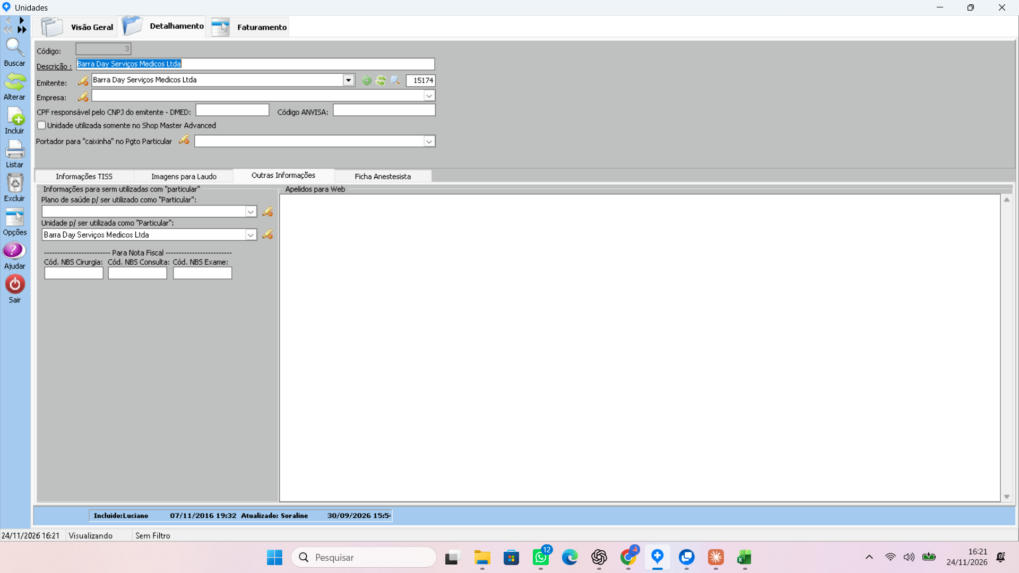 Unidades
Visão Geral
Detalhamento
Faturamento
Buscar
Alterar
Incluir
Listar
Excluir
Opções
Ajudar
Sair
Código: 3
Descrição : Barra Day Serviços Medicos Ltda
Emitente: Barra Day Serviços Medicos Ltda 15174
Empresa:
CPF responsável pelo CNPJ do emitente - DMED: Código ANVISA:
Unidade utilizada somente no Shop Master Advanced
Portador para "caixinha" no Pgto Particular
Informações TISS Imagens para Laudo Outras Informações Ficha Anestesista
Informações para serm utilizadas com "particular"
Apelidos para Web
Plano de saúde p/ ser utilizado como "Particular":
Unidade p/ ser utilizada como "Particular":
Barra Day Serviços Medicos Ltda
------------------------- Para Nota Fiscal -------------------------
Cód. NBS Cirurgia: Cód. NBS Consulta: Cód. NBS Exame:
Incluido:Luciano 07/11/2016 19:32 Atualizado: Soraline 30/09/2026 15:5
24/11/2026 16:21 Visualizando Sem Filtro
Pesquisar
12
4
16:21
24/11/2026